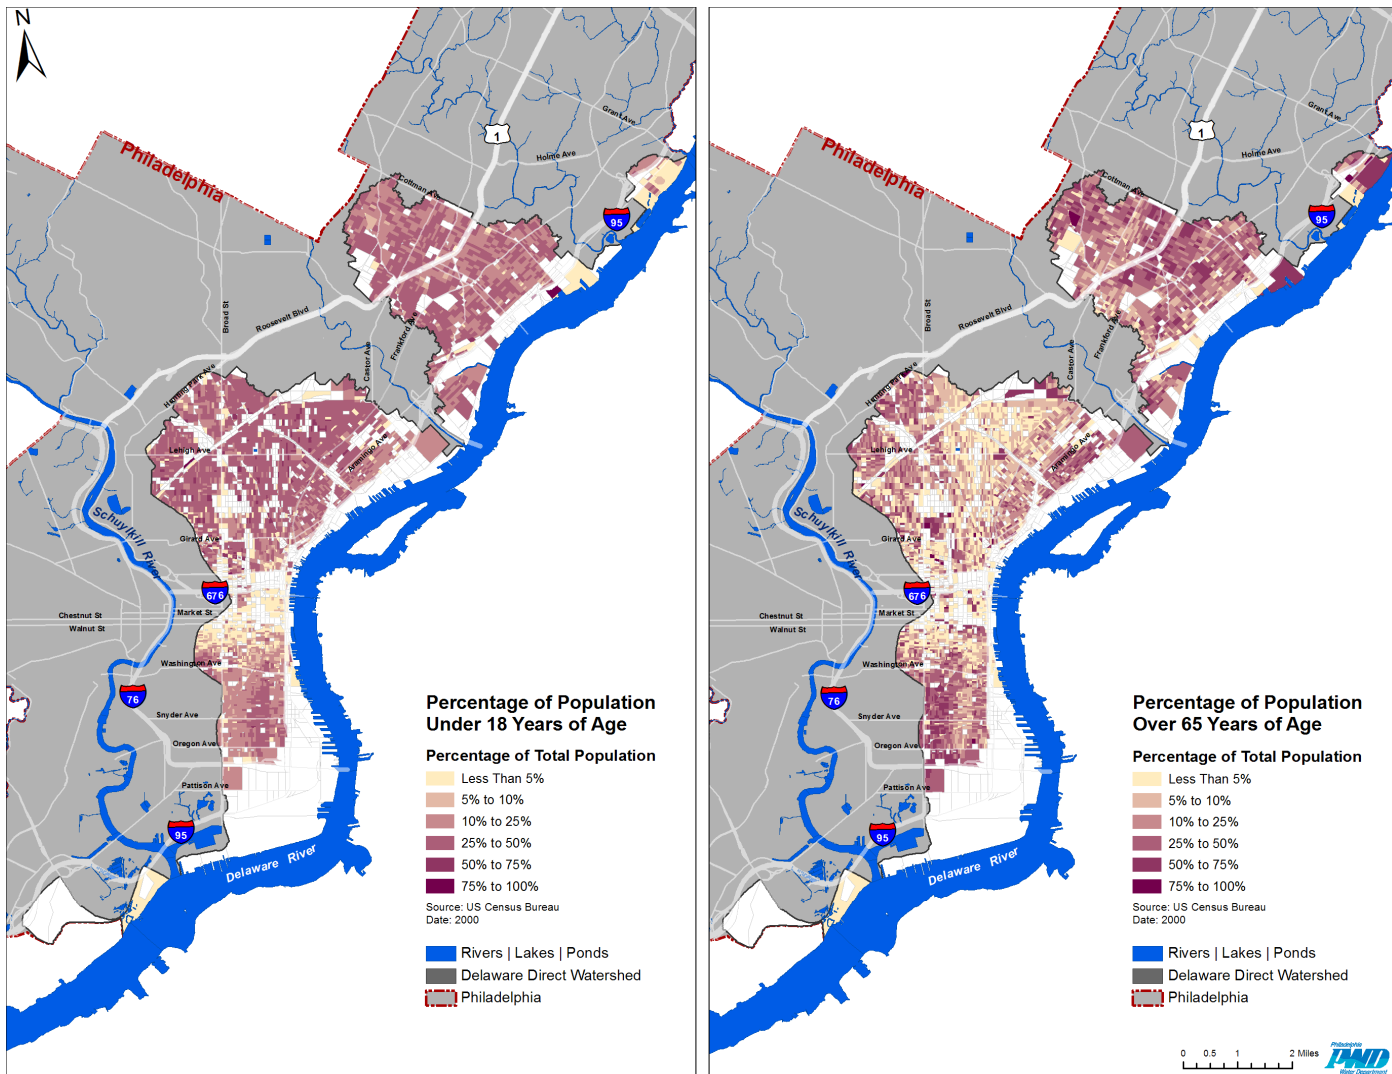 N
Philadelphia
1
Grant Ave
Holme Ave
Cottman Ave
95
Broad St
Roosevelt Blvd
Castor Ave
Frankford Ave
Hunting Park Ave
Lehigh Ave
Aramingo Ave
Schuylkill River
Girard Ave
676
Market St
Chestnut St
Walnut St
Washington Ave
76
Snyder Ave
Oregon Ave
Pattison Ave
95
Delaware River
Percentage of Population
Under 18 Years of Age
Percentage of Total Population
Less Than 5%
5% to 10%
10% to 25%
25% to 50%
50% to 75%
75% to 100%
Source: US Census Bureau
Date: 2000
Rivers | Lakes | Ponds
Delaware Direct Watershed
Philadelphia
Philadelphia
1
Grant Ave
Holme Ave
Cottman Ave
95
Broad St
Roosevelt Blvd
Castor Ave
Frankford Ave
Hunting Park Ave
Lehigh Ave
Aramingo Ave
Schuylkill River
Girard Ave
676
Market St
Chestnut St
Walnut St
Washington Ave
76
Snyder Ave
Oregon Ave
Pattison Ave
95
Delaware River
Percentage of Population
Over 65 Years of Age
Percentage of Total Population
Less Than 5%
5% to 10%
10% to 25%
25% to 50%
50% to 75%
75% to 100%
Source: US Census Bureau
Date: 2000
Rivers | Lakes | Ponds
Delaware Direct Watershed
Philadelphia
0 0.5 1 2 Miles
Philadelphia
PWD
Water Department